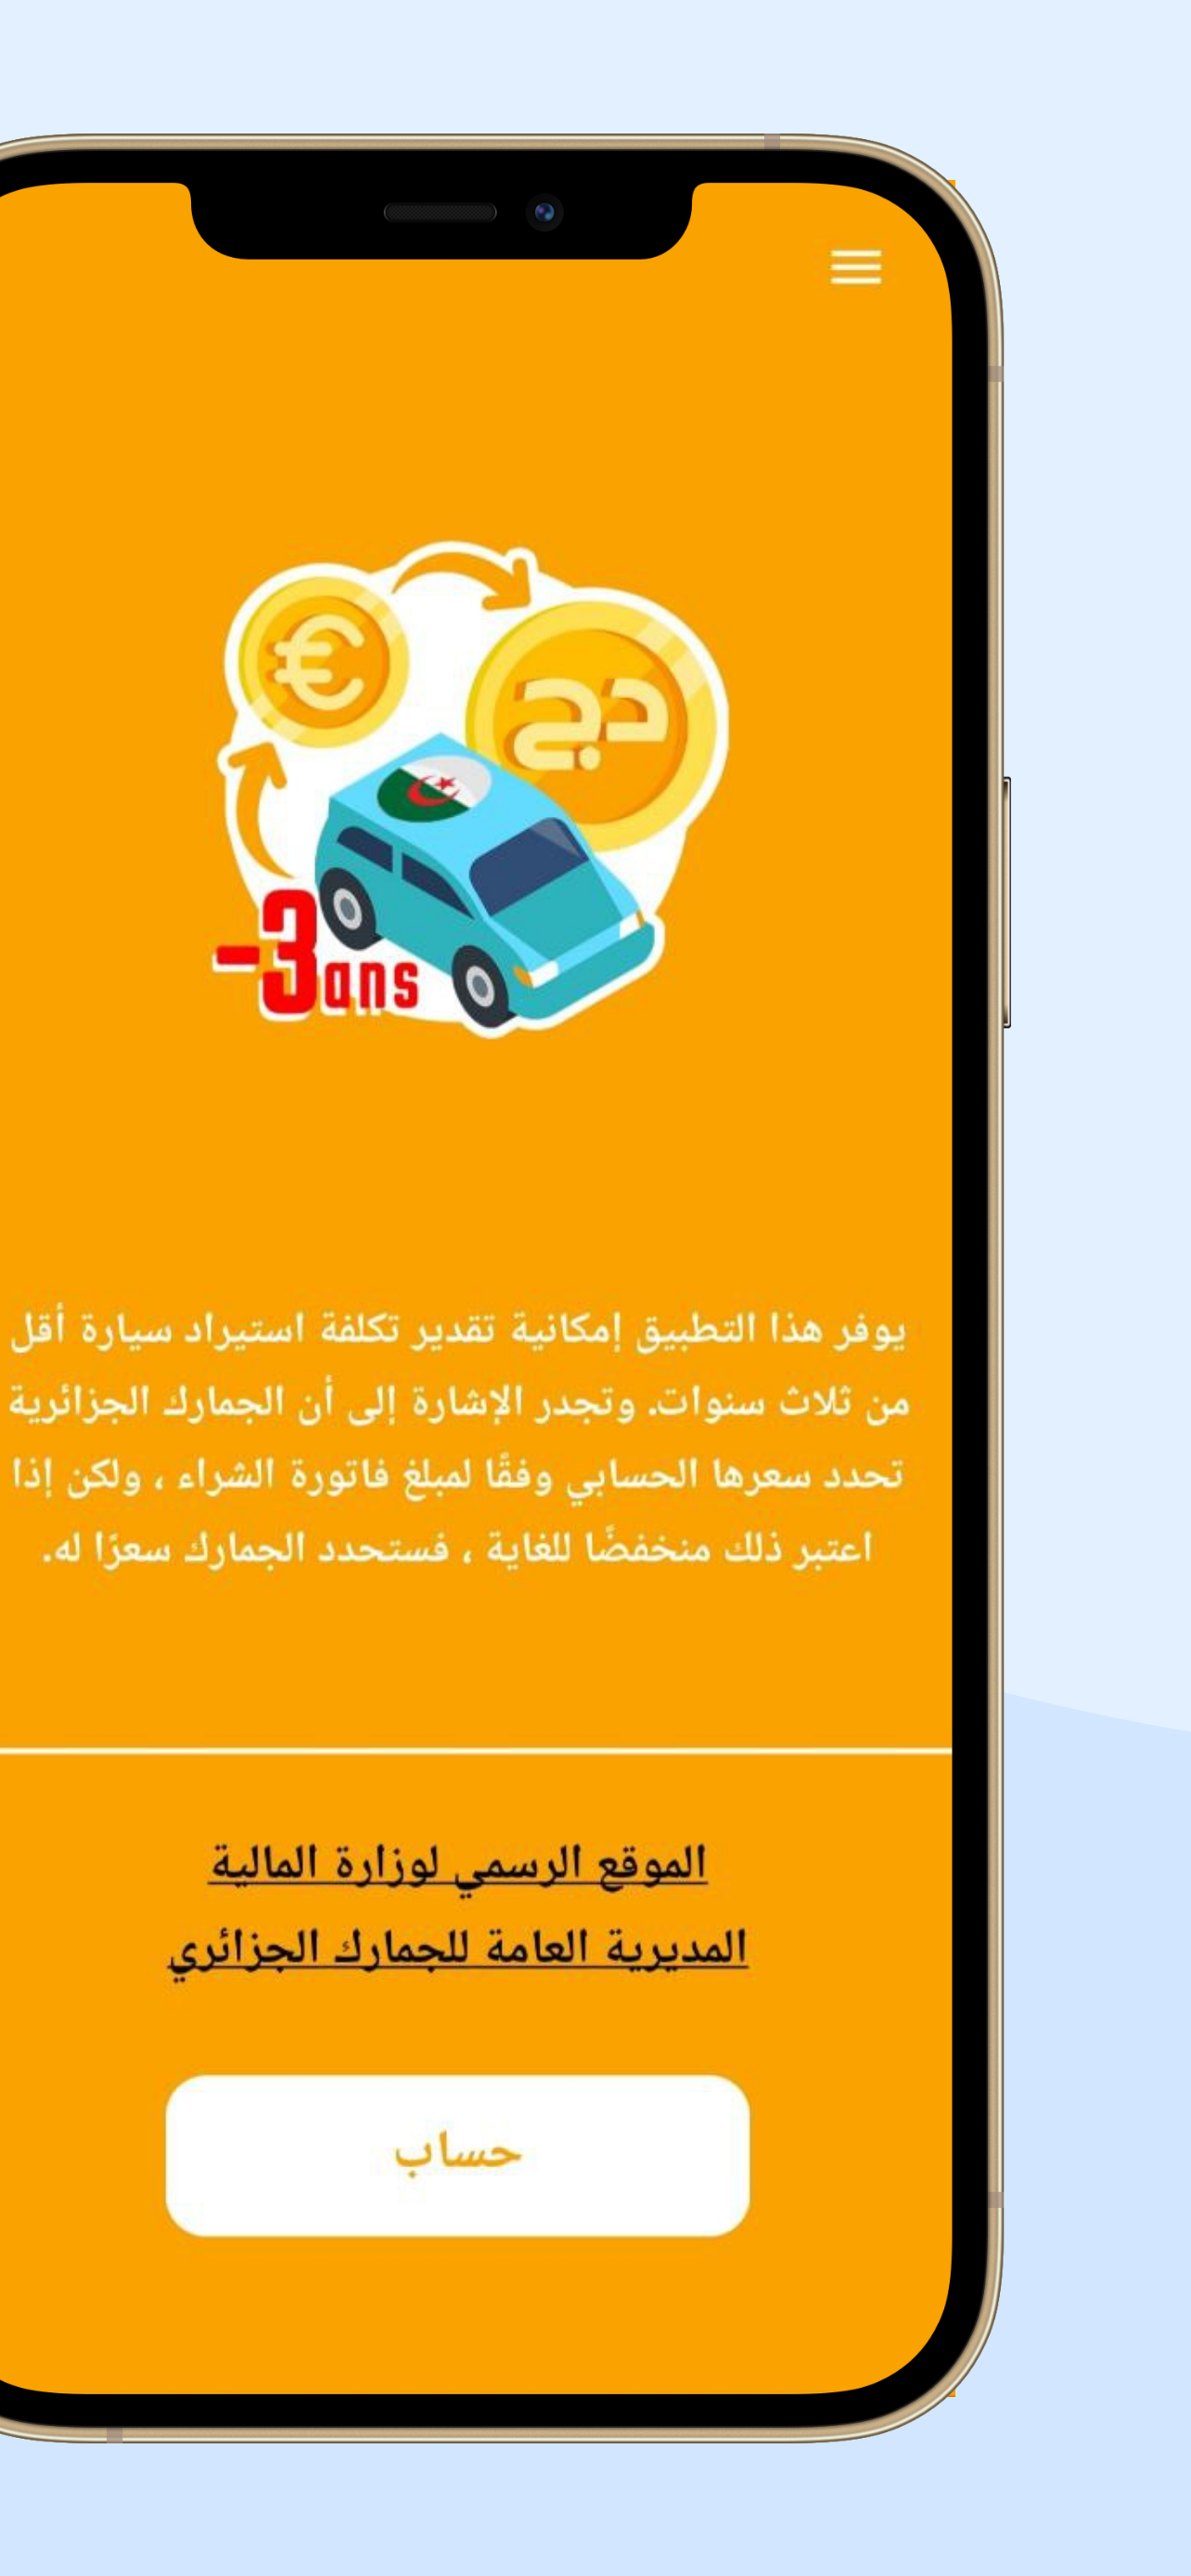 €
دج
-3ans
يوفر هذا التطبيق إمكانية تقدير تكلفة استيراد سيارة أقل
من ثلاث سنوات. وتجدر الإشارة إلى أن الجمارك الجزائرية
تحدد سعرها الحسابي وفقًا لمبلغ فاتورة الشراء ، ولكن إذا
اعتبر ذلك منخفضًا للغاية ، فستحدد الجمارك سعرًا له.
الموقع الرسمي لوزارة المالية
المديرية العامة للجمارك الجزائري
حساب